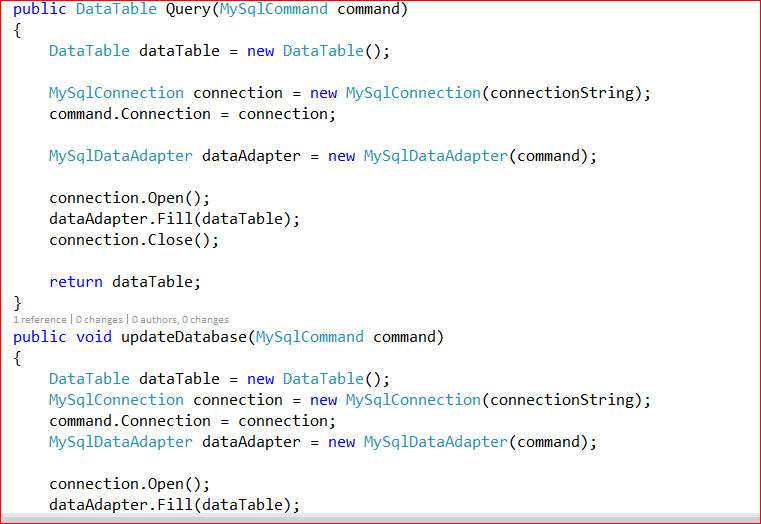 public DataTable Query(MySqlCommand command)
{
DataTable dataTable = new DataTable();
MySqlConnection connection = new MySqlConnection(connectionString);
command.Connection = connection;
MySqlDataAdapter dataAdapter = new MySqlDataAdapter(command);
connection.Open();
dataAdapter.Fill(dataTable);
connection.Close();
return dataTable;
}
1 reference | 0 changes | 0 authors, 0 changes
public void updateDatabase(MySqlCommand command)
{
DataTable dataTable = new DataTable();
MySqlConnection connection = new MySqlConnection(connectionString);
command.Connection = connection;
MySqlDataAdapter dataAdapter = new MySqlDataAdapter(command);
connection.Open();
dataAdapter.Fill(dataTable);